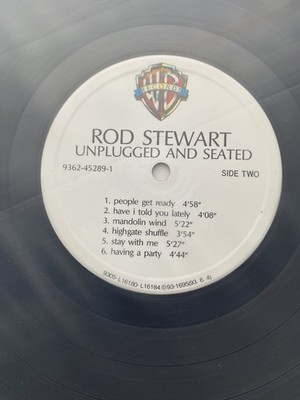 RECORDS
ROD STEWART
UNPLUGGED AND SEATED
9362-45289-1
SIDE TWO
1. people get ready 4'58"
2. have i told you lately 4'08"
3. mandolin wind 5'22"
4. highgate shuffle 3'54"
5. stay with me 5'27"
6. having a party 4'44"